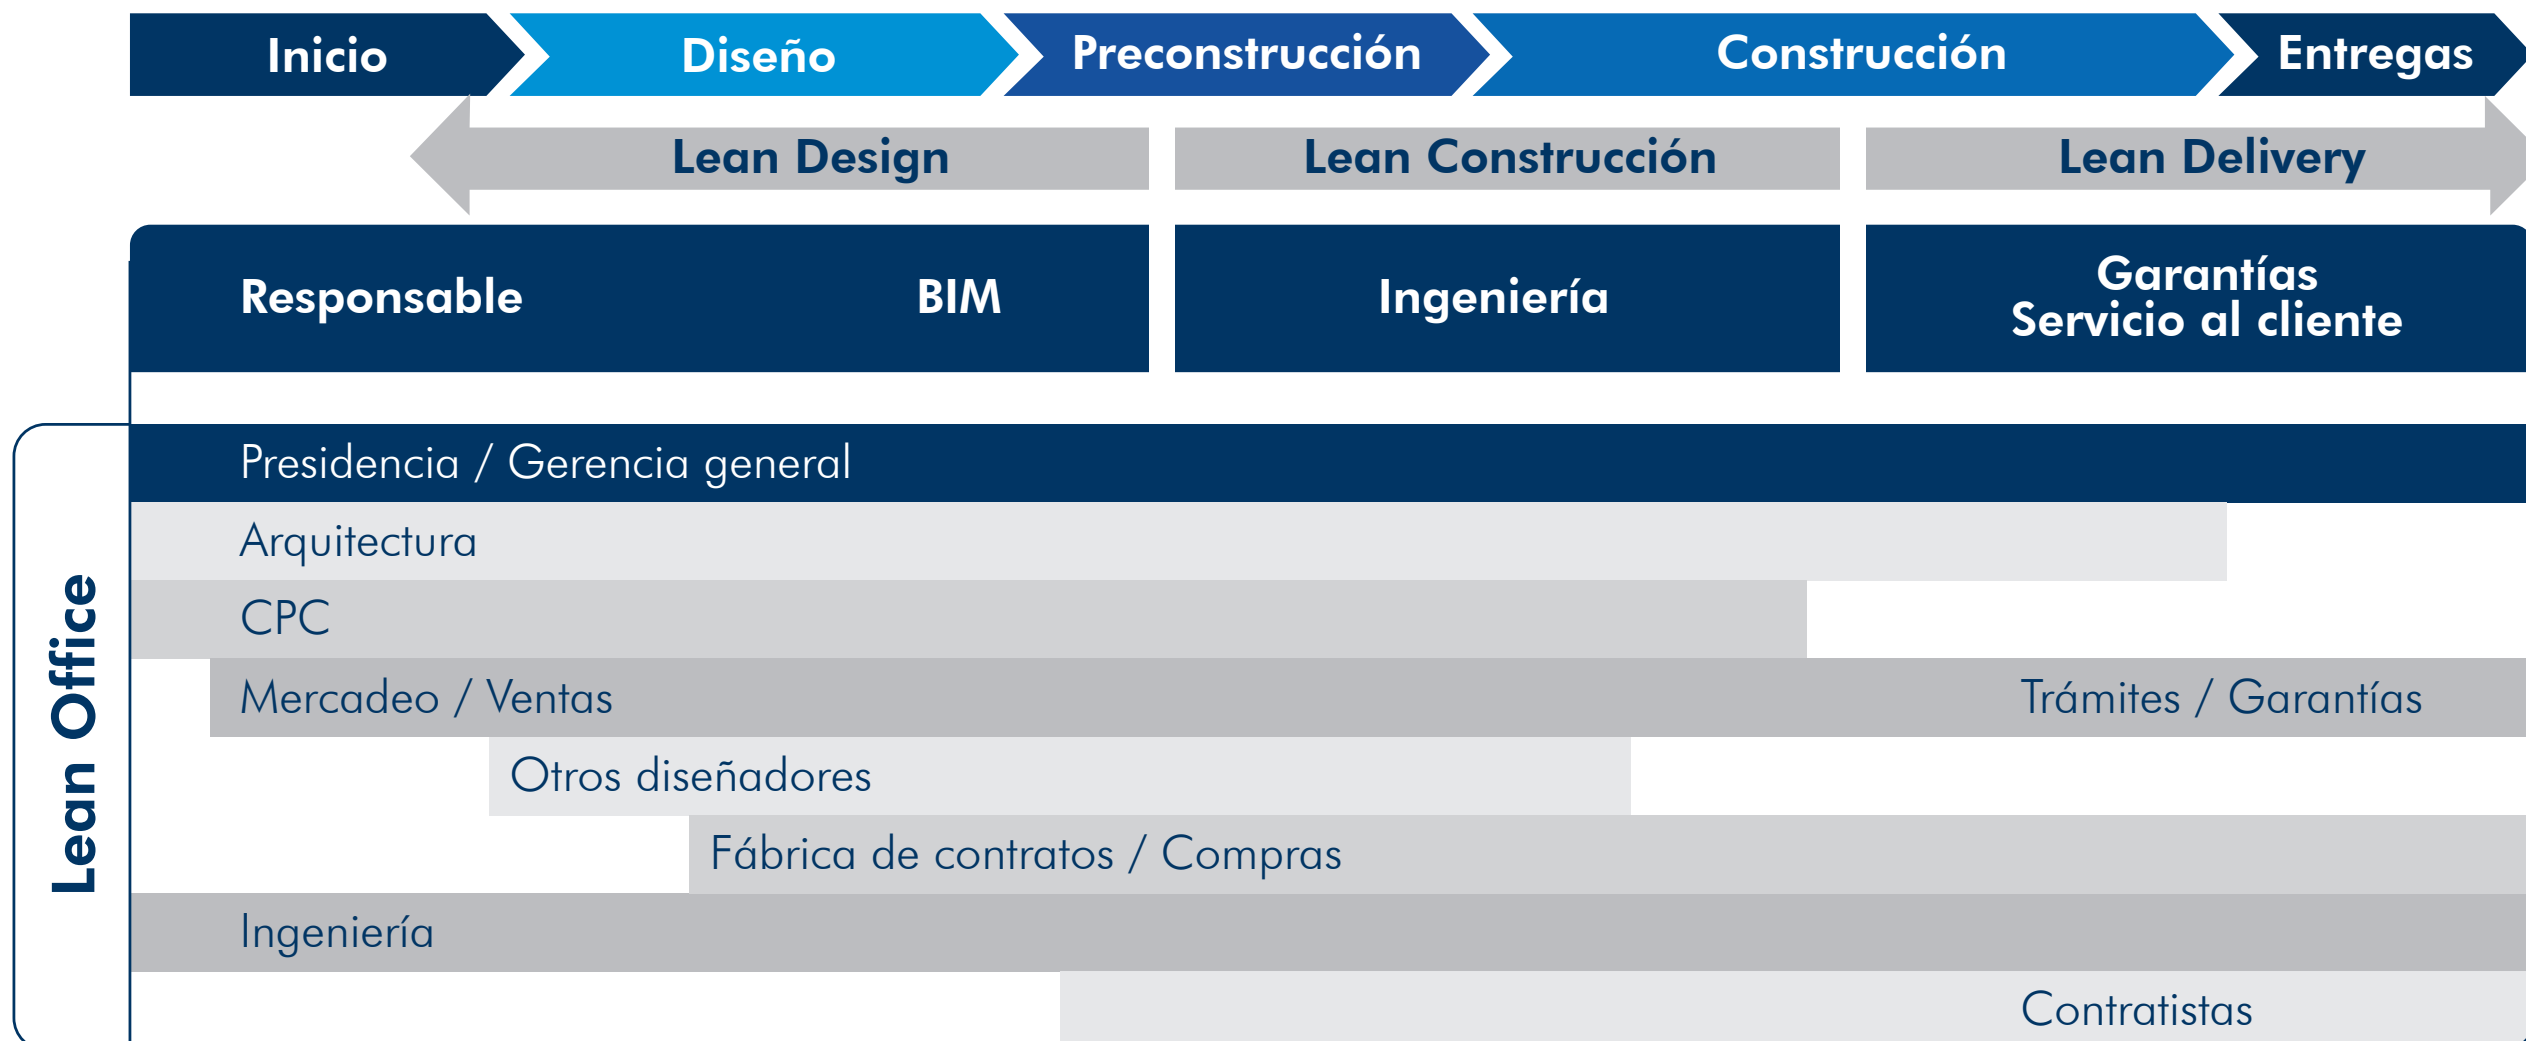 Inicio
Diseño
Preconstrucción
Construcción
Entregas
Lean Design
Lean Construcción
Lean Delivery
Responsable
BIM
Ingeniería
Garantías
Servicio al cliente
Lean Office
Presidencia / Gerencia general
Arquitectura
CPC
Mercadeo / Ventas
Trámites / Garantías
Otros diseñadores
Fábrica de contratos / Compras
Ingeniería
Contratistas